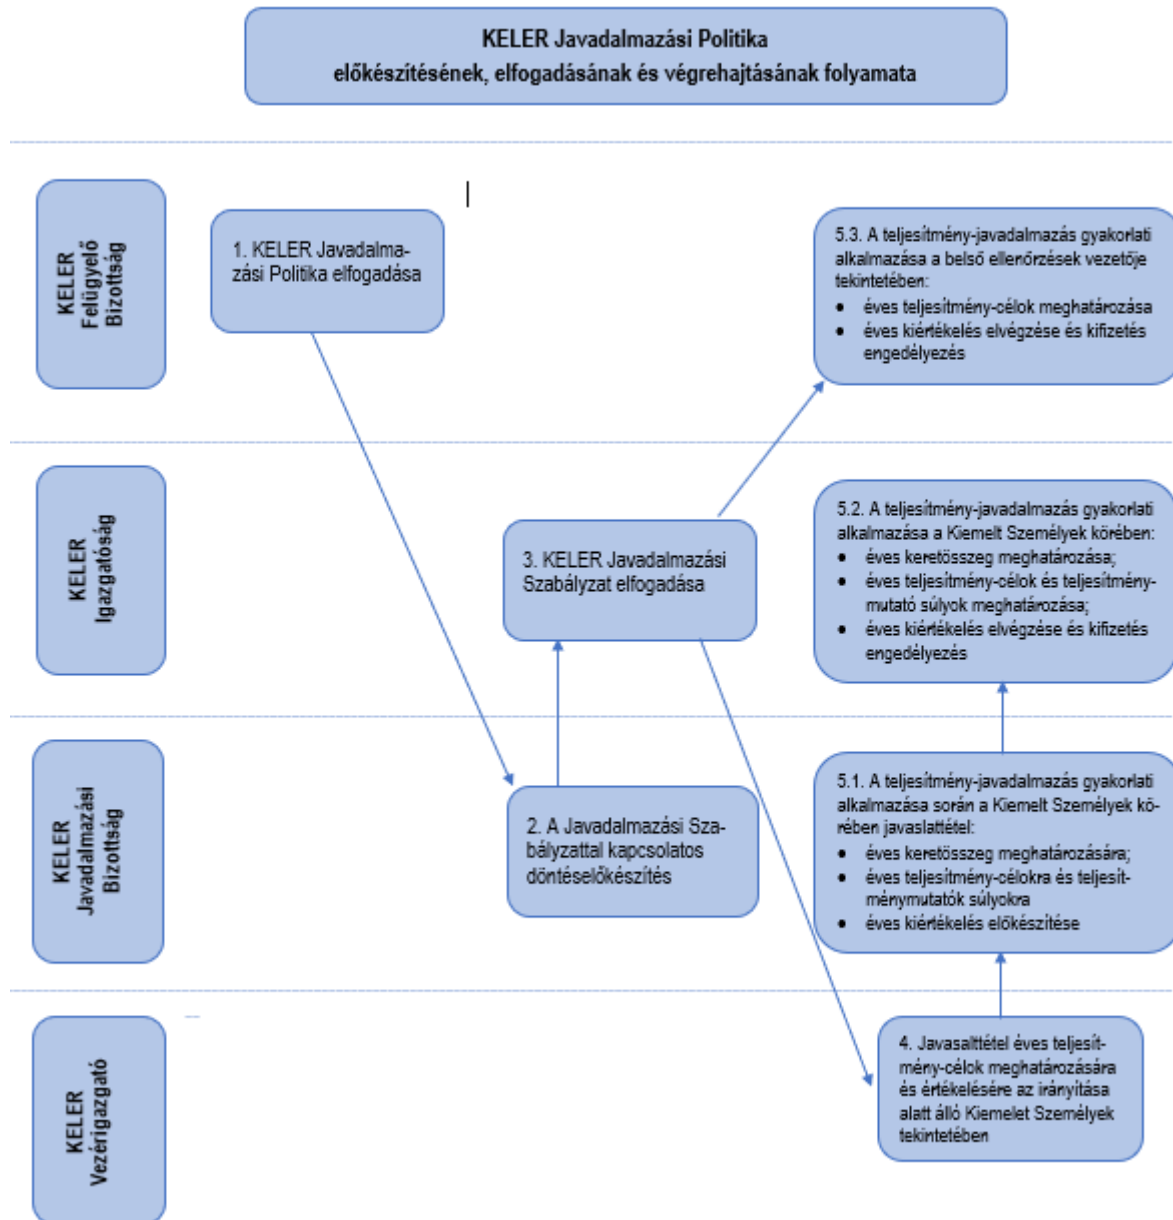 KELER Javadalmazási Politika
előkészítésének, elfogadásának és végrehajtásának folyamata
KELER
Felügyelő
Bizottság
1. KELER Javadalma-
zási Politika elfogadása
5.3. A teljesítmény-javadalmazás gyakorlati
alkalmazása a belső ellenőrzések vezetője
tekintetében:
● éves teljesítmény-célok meghatározása
● éves kiértékelés elvégzése és kifizetés
engedélyezés
KELER
Igazgatóság
3. KELER Javadalmazási
Szabályzat elfogadása
5.2. A teljesítmény-javadalmazás gyakorlati
alkalmazása a Kiemelt Személyek körében:
● éves keretösszeg meghatározása;
● éves teljesítmény-célok és teljesítmény-
mutató súlyok meghatározása;
● éves kiértékelés elvégzése és kifizetés
engedélyezés
KELER
Javadalmazási
Bizottság
2. A Javadalmazási Sza-
bályzattal kapcsolatos
döntéselőkészítés
5.1. A teljesítmény-javadalmazás gyakorlati
alkalmazása során a Kiemelt Személyek kö-
rében javaslattétel:
● éves keretösszeg meghatározására;
● éves teljesítmény-célokra és teljesít-
ménymutatók súlyokra
● éves kiértékelés előkészítése
KELER
Vezérigazgató
4. Javasalttétel éves teljesít-
mény-célok meghatározására
és értékelésére az irányítása
alatt álló Kiemelet Személyek
tekintetében